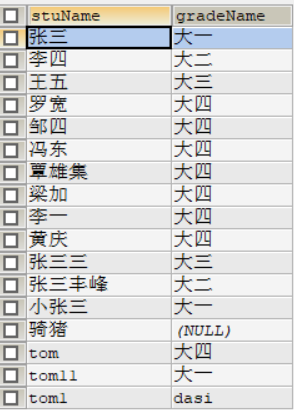 stuName gradeName
张三 大一
李四 大二
王五 大三
罗宽 大四
邹四 大四
冯东 大四
覃雄集 大四
梁加 大四
李一 大四
黄庆 大四
张三三 大三
张三丰峰 大二
小张三 大一
骑猪 (NULL)
tom 大四
tom11 大一
tom1 dasi